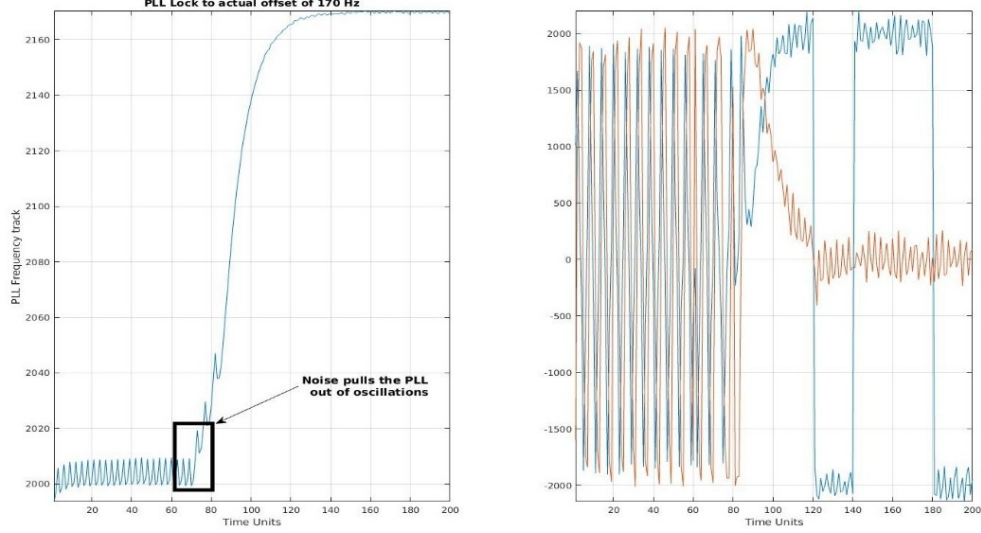 PLL Lock to actual offset of 170 Hz
2160
2140
2120
2100
2080
2060
2040
2020
2000
PLL Frequency track
Noise pulls the PLL
out of oscillations
20 40 60 80 100 120 140 160 180 200
Time Units
2000
1500
1000
500
0
-500
-1000
-1500
-2000
20 40 60 80 100 120 140 160 180 200
Time Units